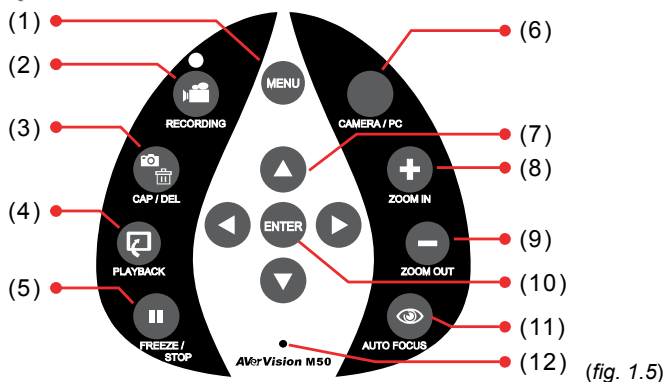 (1)
(2)
(3)
(4)
(5)
MENU
RECORDING
CAP / DEL
PLAYBACK
FREEZE /
STOP
ENTER
AVerVision M50
CAMERA / PC
ZOOM IN
ZOOM OUT
AUTO FOCUS
(6)
(7)
(8)
(9)
(10)
(11)
(12)
(fig. 1.5)